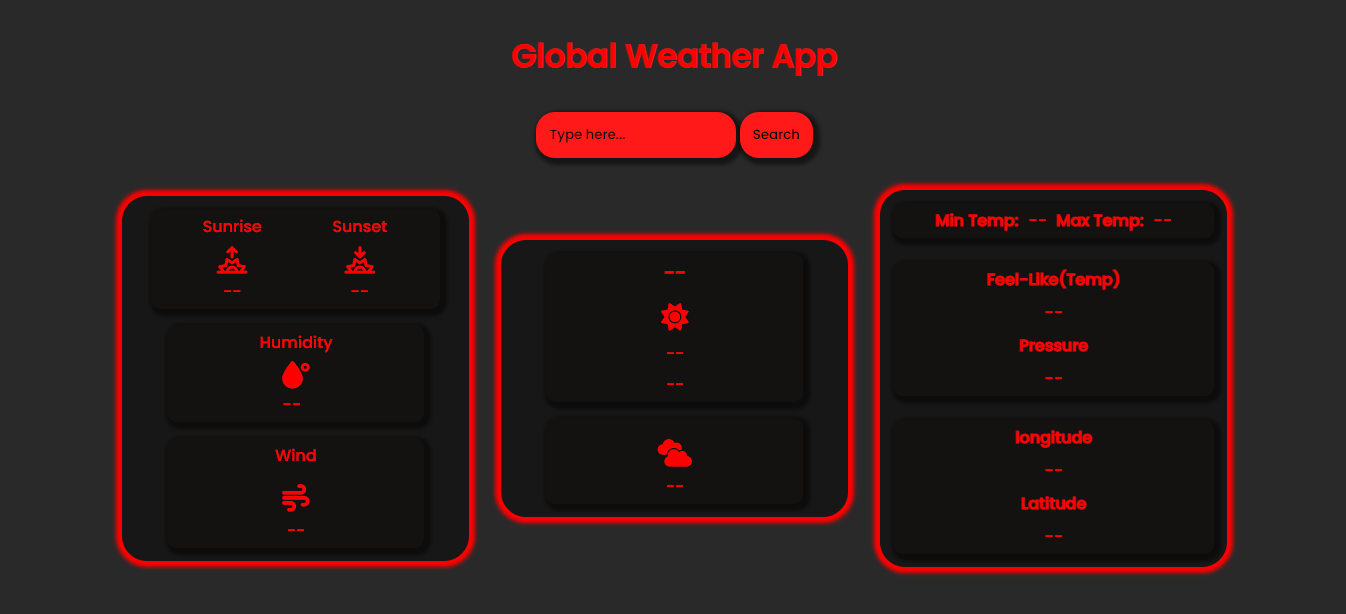 Global Weather App
Type here...
Search
Sunrise
Sunset
--
--
Humidity
--
Wind
--
--
--
--
--
Min Temp: -- Max Temp: --
Feel-Like(Temp)
--
Pressure
--
longitude
--
Latitude
--